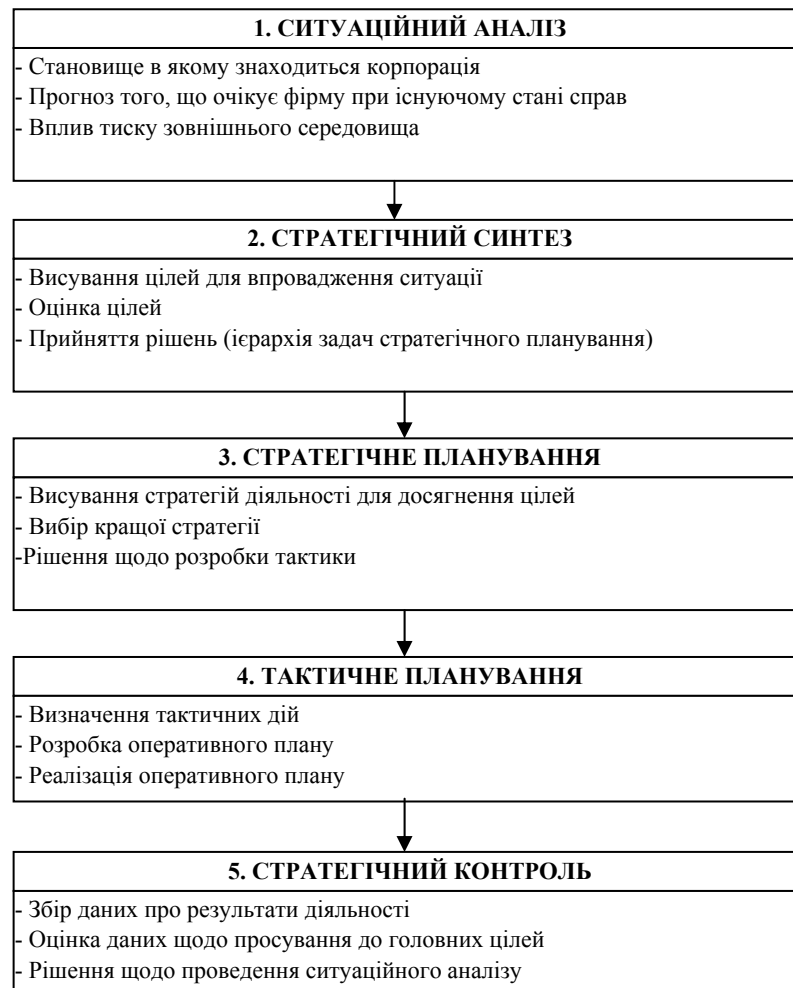 1. СИТУАЦІЙНИЙ АНАЛІЗ
- Становище в якому знаходиться корпорація
- Прогноз того, що очікує фірму при існуючому стані справ
- Вплив тиску зовнішнього середовища
2. СТРАТЕГІЧНИЙ СИНТЕЗ
- Висування цілей для впровадження ситуації
- Оцінка цілей
- Прийняття рішень (ієрархія задач стратегічного планування)
3. СТРАТЕГІЧНЕ ПЛАНУВАННЯ
- Висування стратегій діяльності для досягнення цілей
- Вибір кращої стратегії
-Рішення щодо розробки тактики
4. ТАКТИЧНЕ ПЛАНУВАННЯ
- Визначення тактичних дій
- Розробка оперативного плану
- Реалізація оперативного плану
5. СТРАТЕГІЧНИЙ КОНТРОЛЬ
- Збір даних про результати діяльності
- Оцінка даних щодо просування до головних цілей
- Рішення щодо проведення ситуаційного аналізу